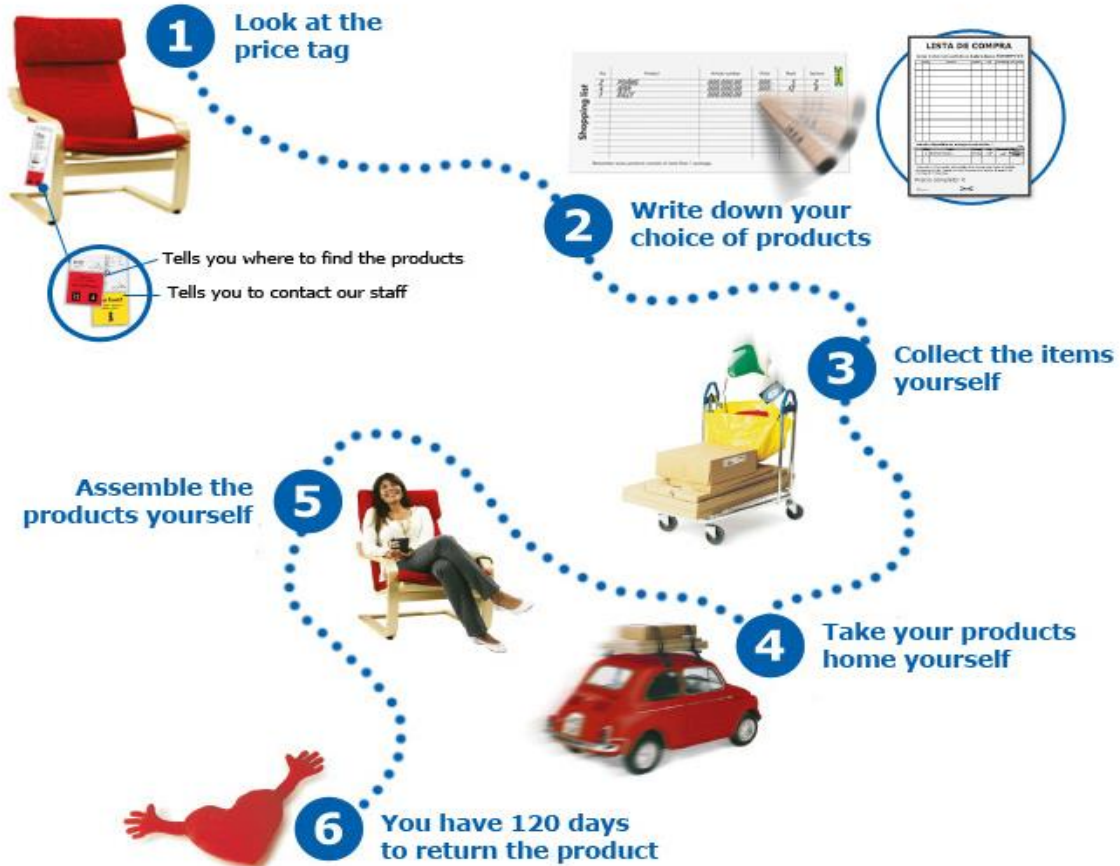 1
Look at the
price tag
Tells you where to find the products
Tells you to contact our staff
Shopping list
Product
LISTA DE COMPRA
2
Write down your
choice of products
3
Collect the items
yourself
4
Take your products
home yourself
5
Assemble the
products yourself
6
You have 120 days
to return the product